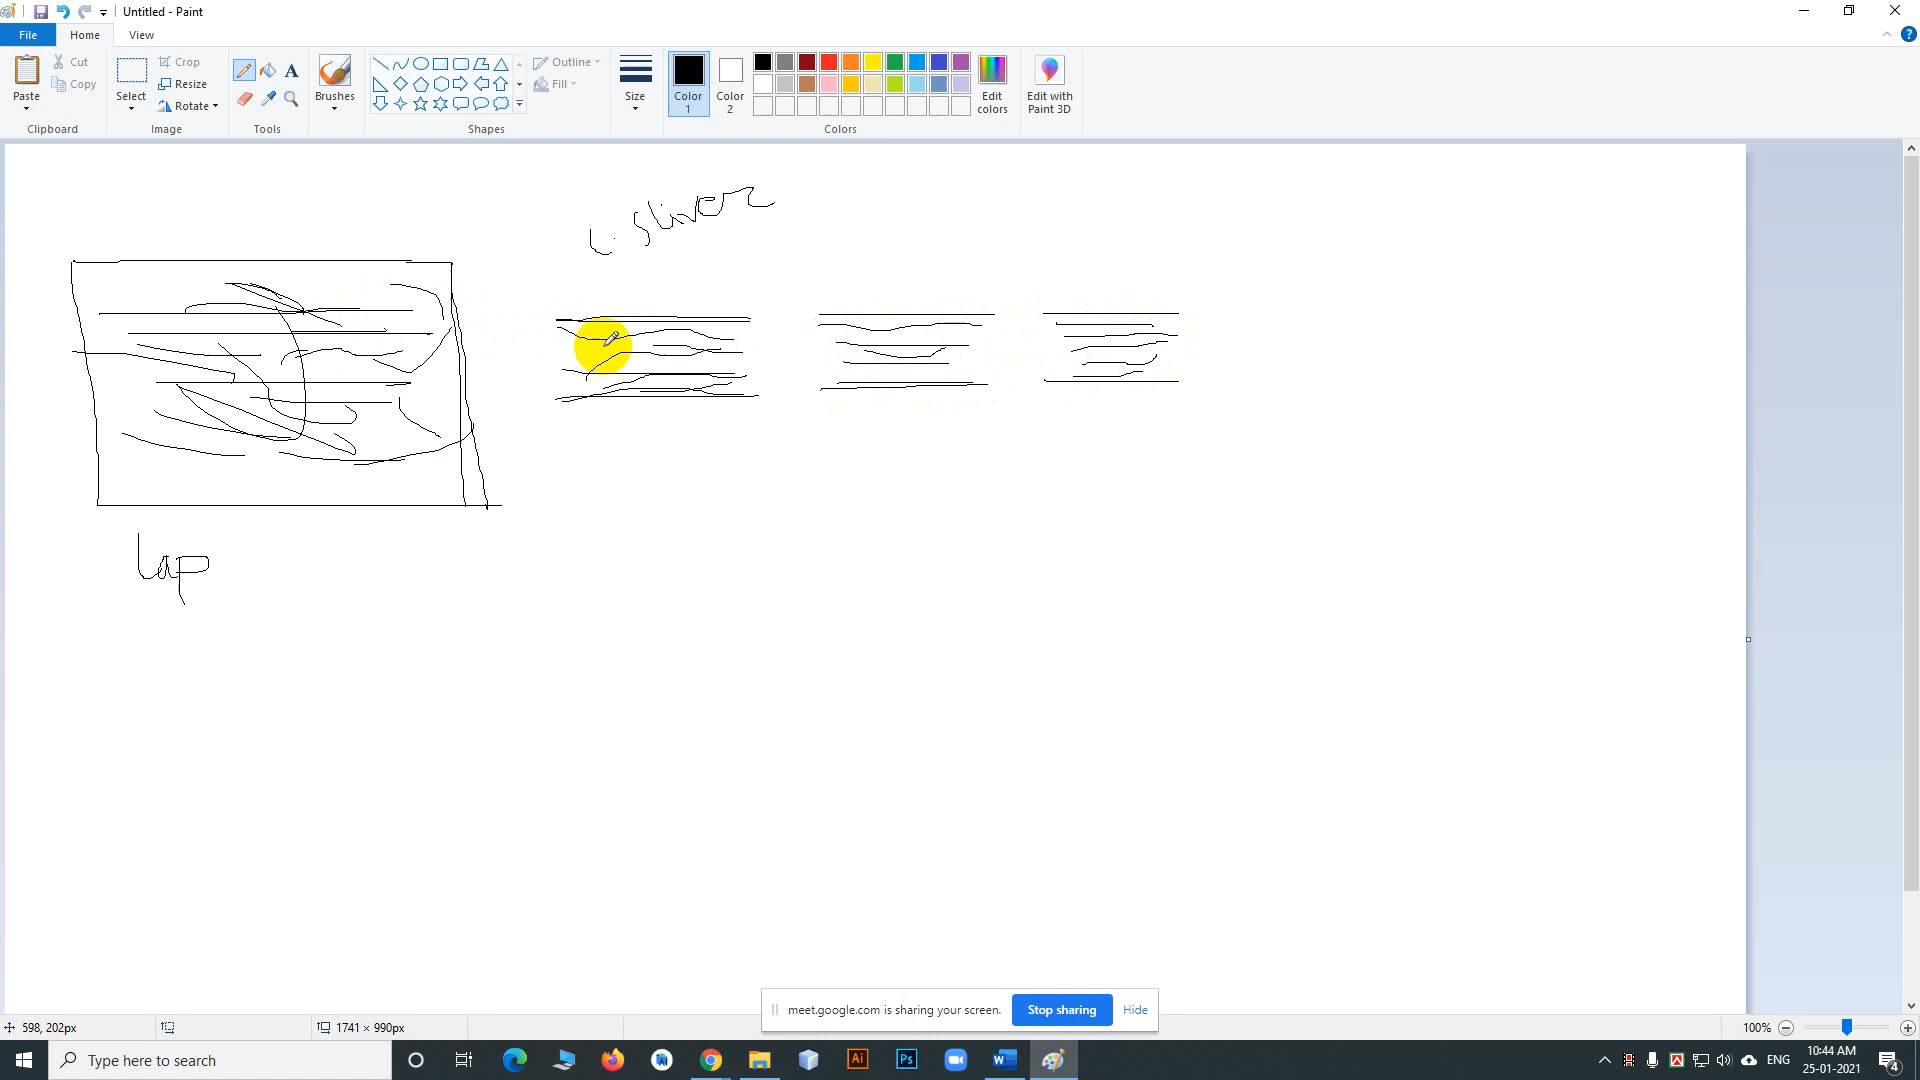 Untitled - Paint
File
Home
View
Paste
Cut
Copy
Clipboard
Select
Crop
Resize
Rotate
Image
A
Tools
Brushes
Outline
Fill
Shapes
Size
Color 1
Color 2
Edit colors
Colors
Edit with Paint 3D
C. Sliver
Lap
meet.google.com is sharing your screen.
Stop sharing
Hide
598, 202px
1741 × 990px
100%
Type here to search
Ai
Ps
ENG
10:44 AM
25-01-2021
4